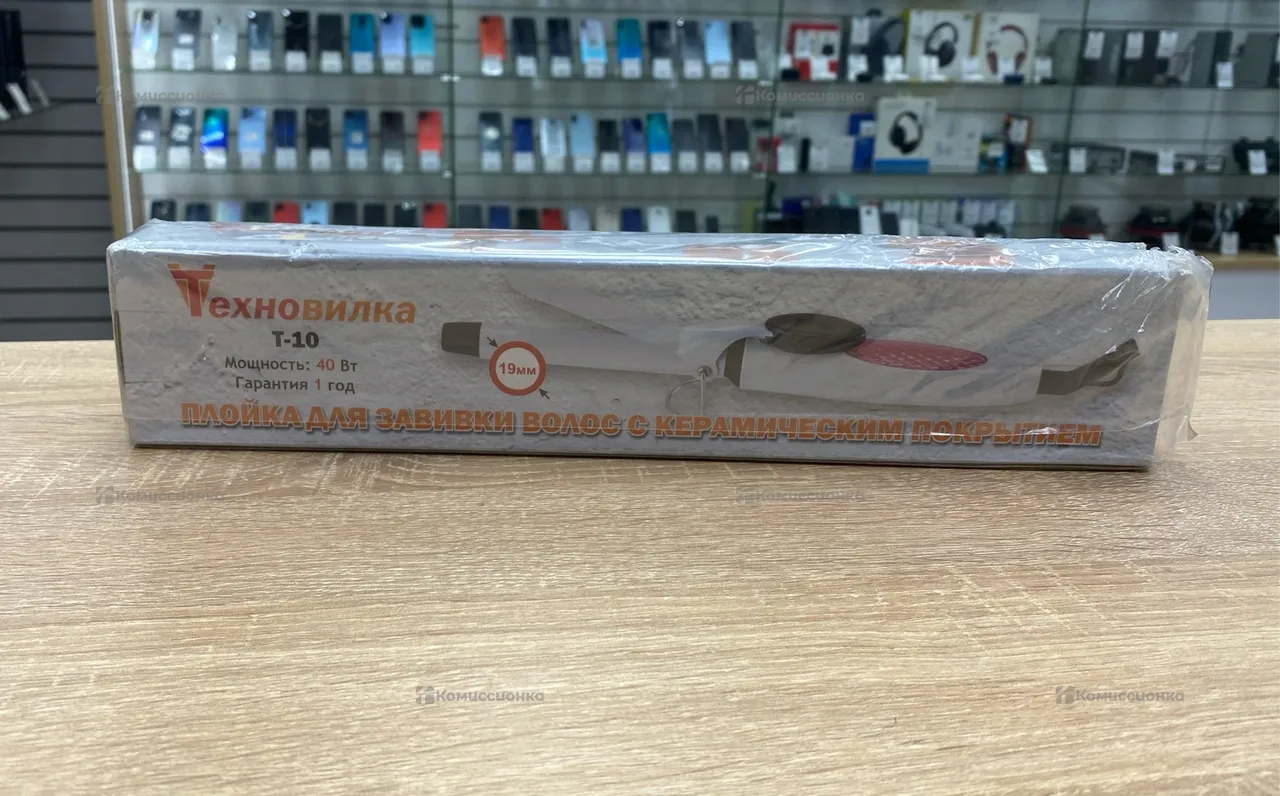 Комиссионка
Комиссионка
Техновилка
Т-10
Мощность: 40 Вт
Гарантия 1 год
19мм
ПЛОЙКА ДЛЯ ЗАВИВКИ ВОЛОС С КЕРАМИЧЕСКИМ ПОКРЫТИЕМ
Комиссионка
Комиссионка
Комиссионка
Комиссионка